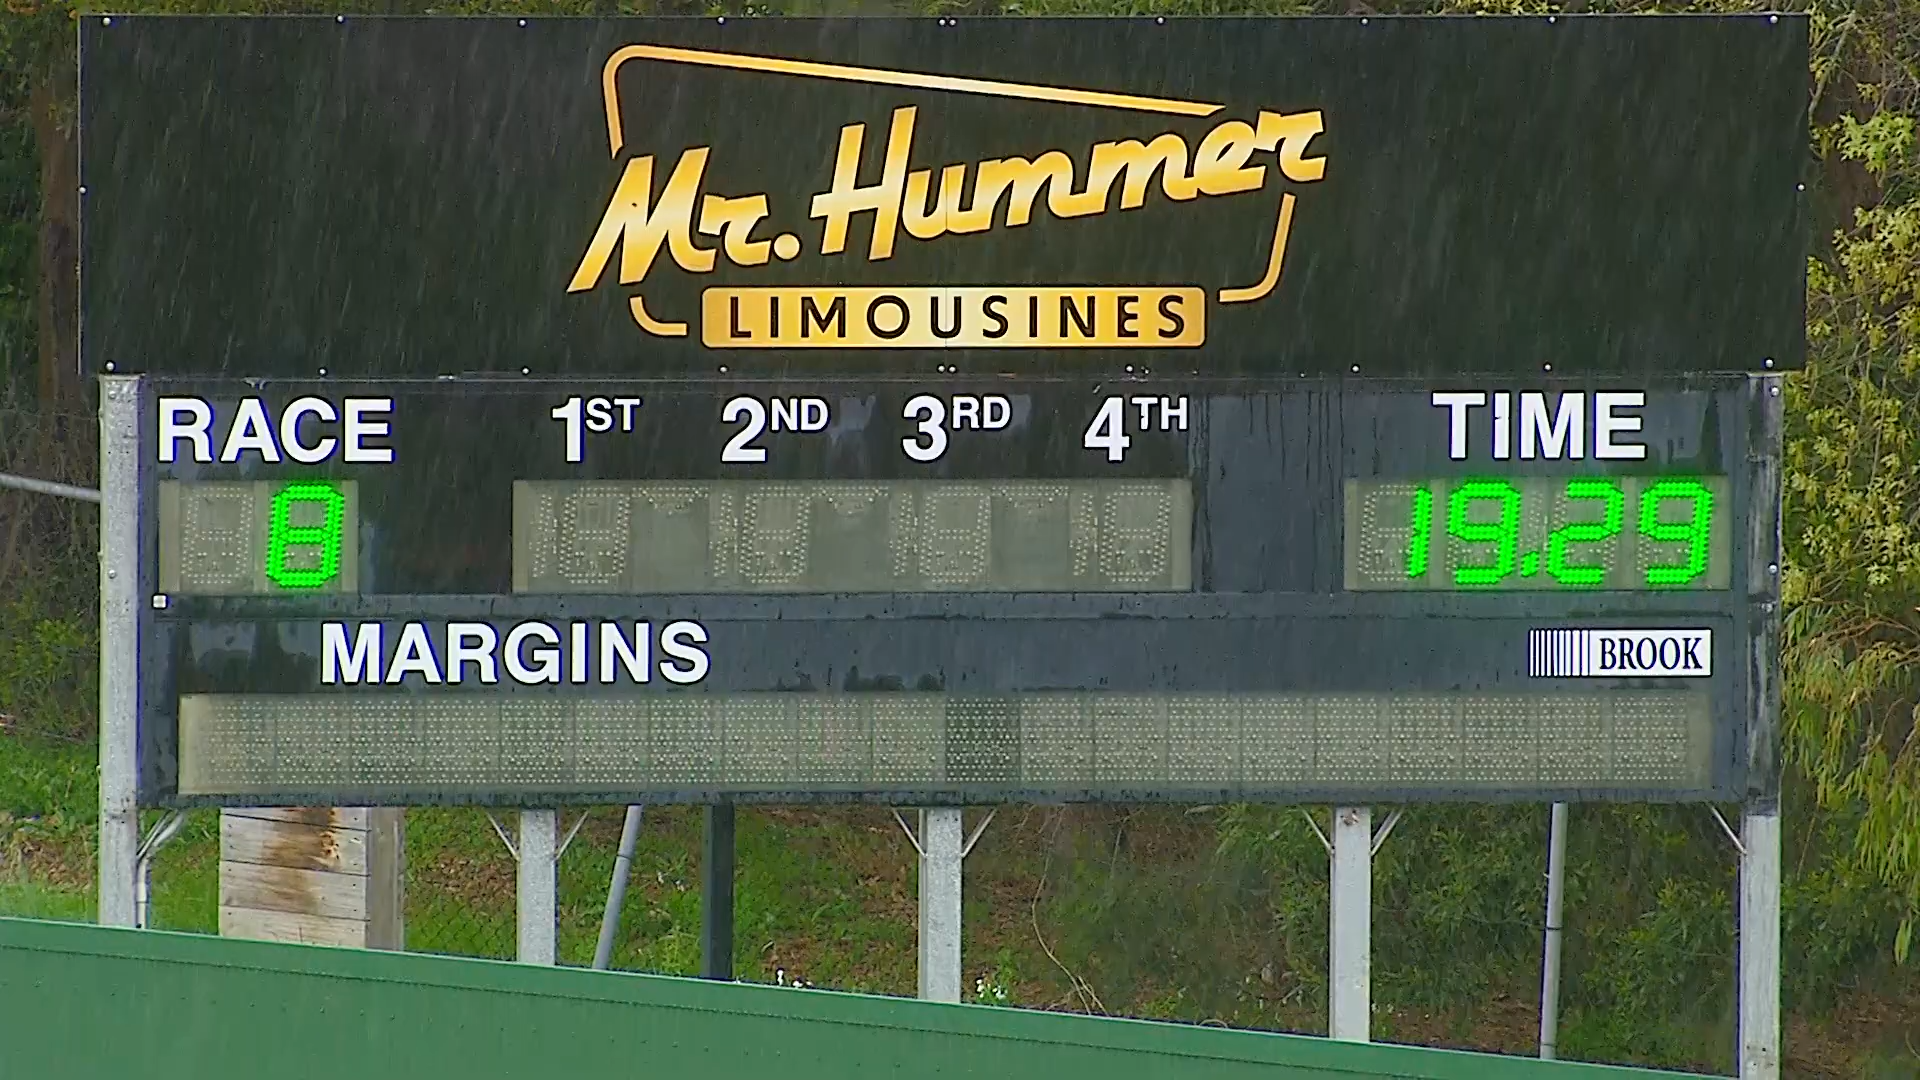 Mr. Hummer
LIMOUSINES
RACE 1ST 2ND 3RD 4TH TIME
8 19.29
MARGINS
BROOK